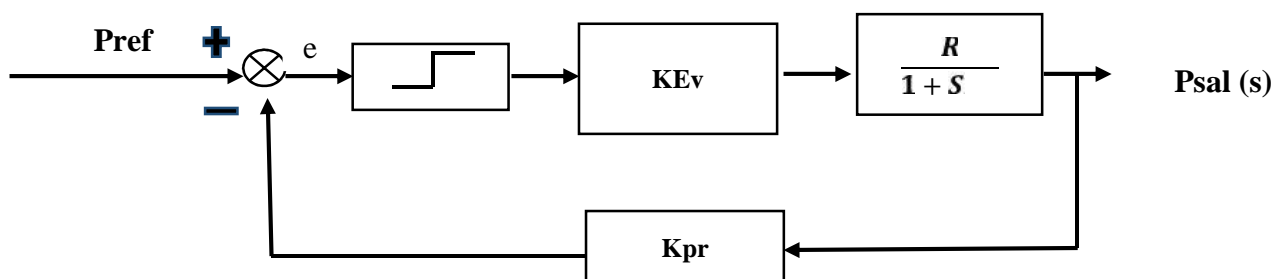 Pref
+
e
KEv
R
1 + S
Psal (s)
−
Kpr